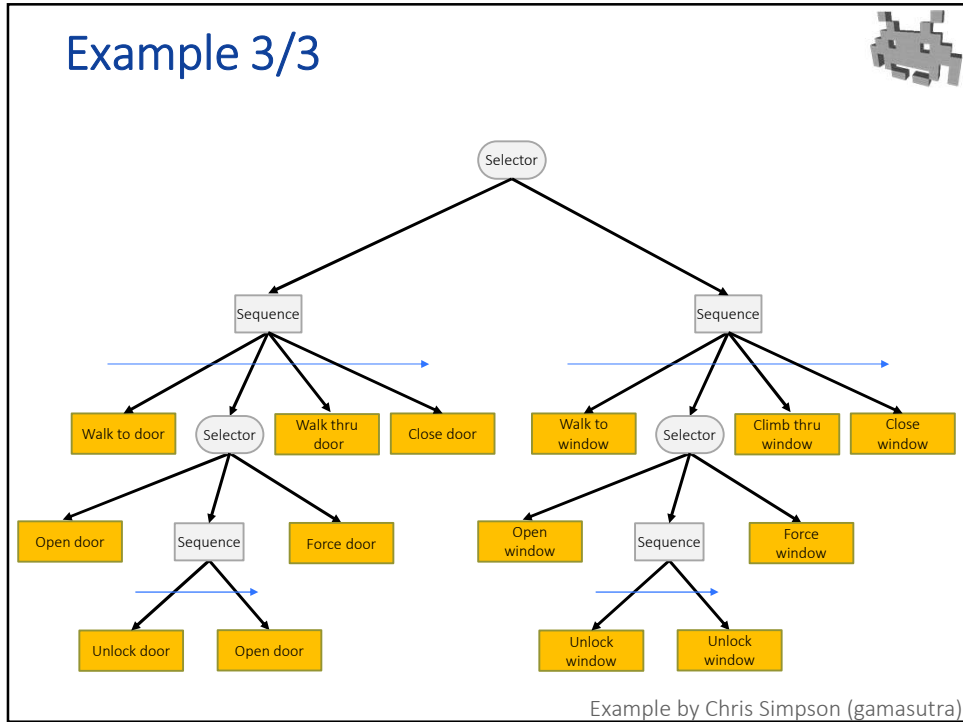 Example 3/3
Selector
Sequence
Sequence
Walk to door
Selector
Walk thru
door
Close door
Walk to
window
Selector
Climb thru
window
Close
window
Open door
Sequence
Force door
Open
window
Sequence
Force
window
Unlock door
Open door
Unlock
window
Unlock
window
Example by Chris Simpson (gamasutra)